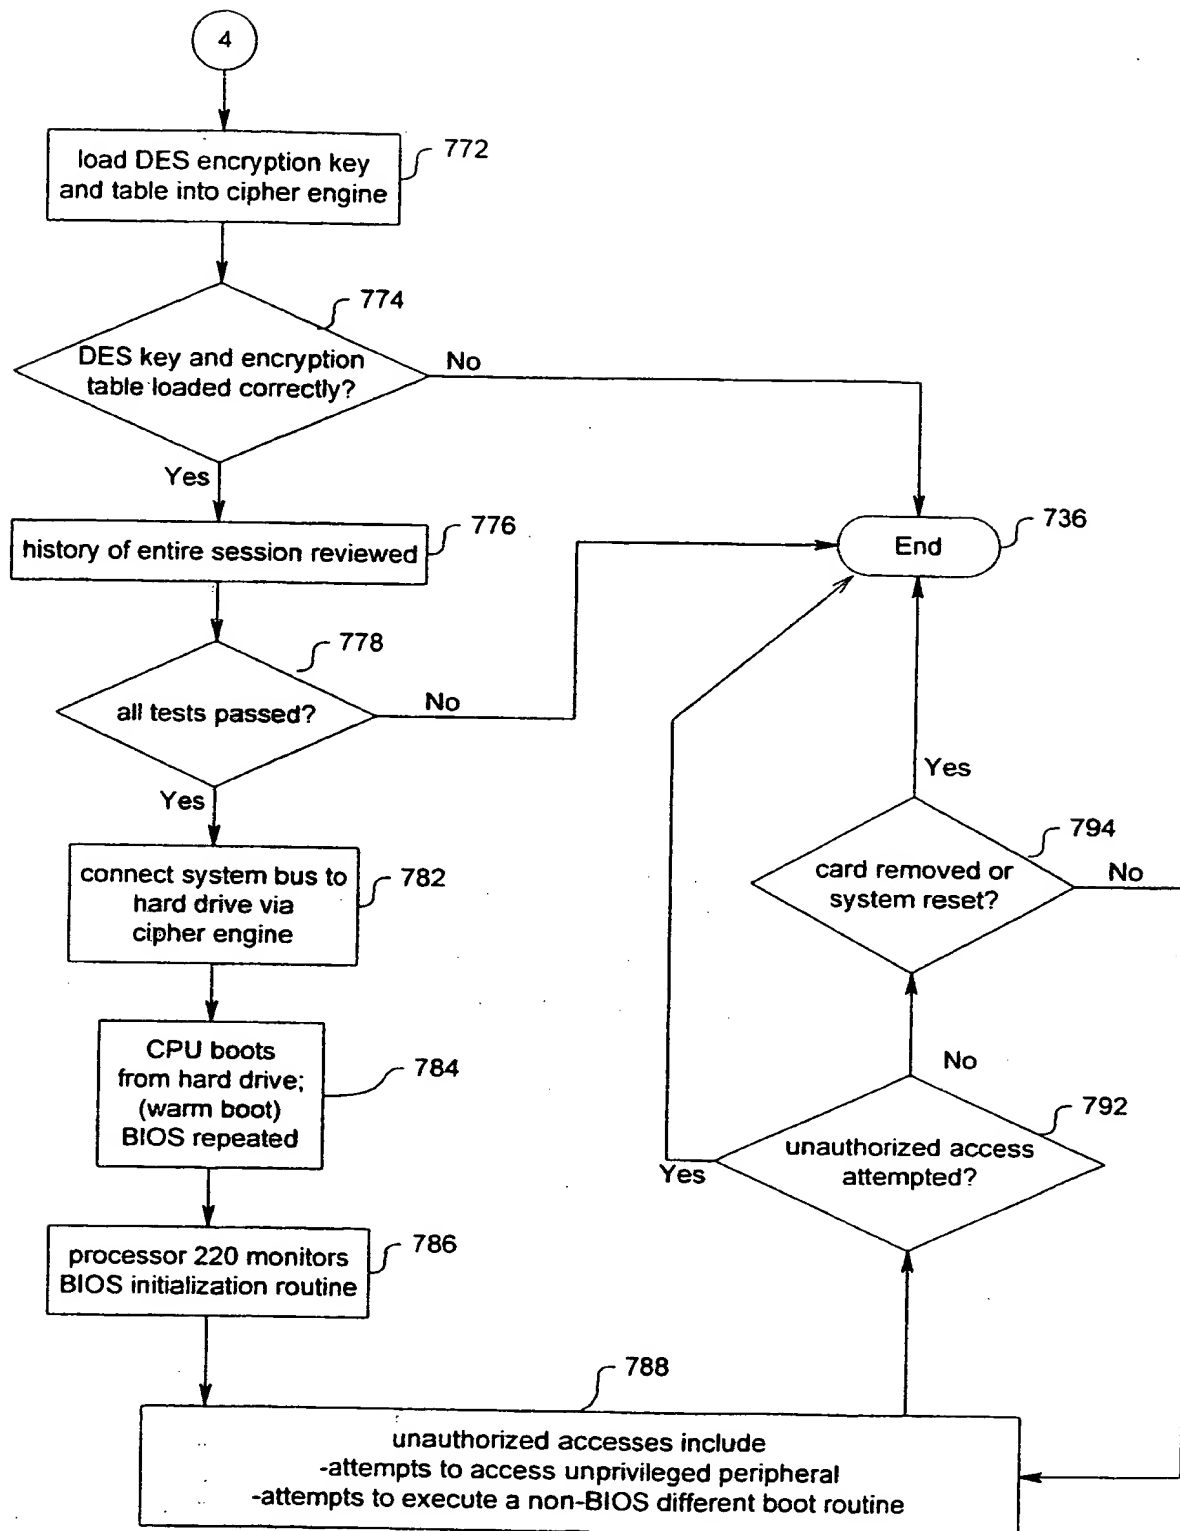 4
load DES encryption key
and table into cipher engine
772
774
DES key and encryption
table loaded correctly?
No
Yes
history of entire session reviewed
776
End
736
778
all tests passed?
No
Yes
connect system bus to
hard drive via
cipher engine
782
CPU boots
from hard drive;
(warm boot)
BIOS repeated
784
processor 220 monitors
BIOS initialization routine
786
788
unauthorized accesses include
-attempts to access unprivileged peripheral
-attempts to execute a non-BIOS different boot routine
792
unauthorized access
attempted?
Yes
No
794
card removed or
system reset?
Yes
No